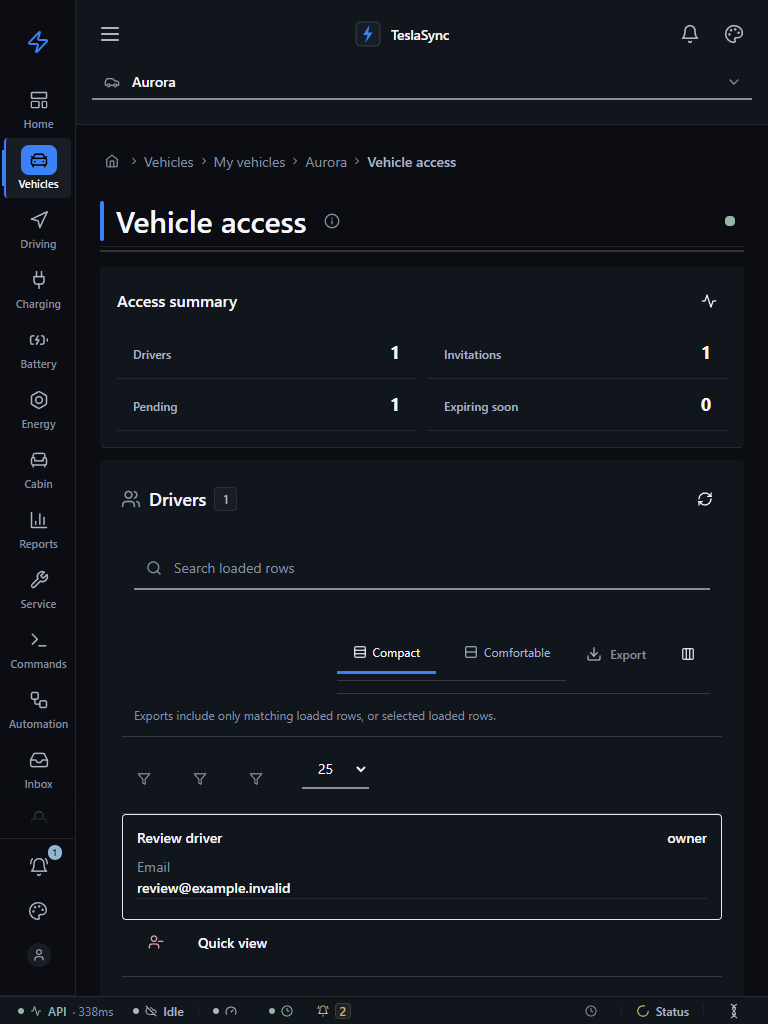 TeslaSync
Aurora
Home
Vehicles
Driving
Charging
Battery
Energy
Cabin
Reports
Service
Commands
Automation
Inbox
1
Vehicles
My vehicles
Aurora
Vehicle access
Vehicle access
Access summary
Drivers 1
Invitations 1
Pending 1
Expiring soon 0
Drivers 1
Search loaded rows
Compact
Comfortable
Export
Exports include only matching loaded rows, or selected loaded rows.
25
Review driver owner
Email
review@example.invalid
Quick view
API · 338ms Idle 2 Status